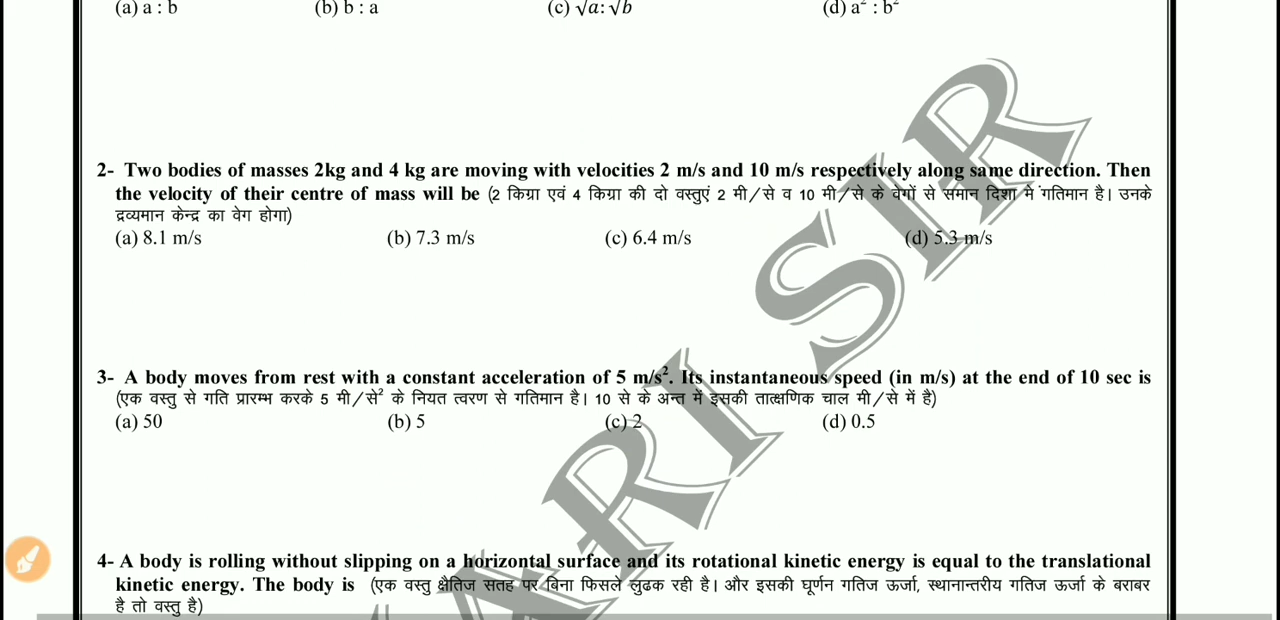 (a) a : b (b) b : a (c) √a: √b (d) a² : b²
2- Two bodies of masses 2kg and 4 kg are moving with velocities 2 m/s and 10 m/s respectively along same direction. Then
the velocity of their centre of mass will be (2 किग्रा एवं 4 किग्रा की दो वस्तुएं 2 मी/से व 10 मी/से के वेगों से समान दिशा में गतिमान है। उनके
द्रव्यमान केन्द्र का वेग होगा)
(a) 8.1 m/s (b) 7.3 m/s (c) 6.4 m/s (d) 5.3 m/s
3- A body moves from rest with a constant acceleration of 5 m/s². Its instantaneous speed (in m/s) at the end of 10 sec is
(एक वस्तु से गति प्रारम्भ करके 5 मी/से² के नियत त्वरण से गतिमान है। 10 से के अन्त में इसकी तात्क्षणिक चाल मी/से में है)
(a) 50 (b) 5 (c) 2 (d) 0.5
4- A body is rolling without slipping on a horizontal surface and its rotational kinetic energy is equal to the translational
kinetic energy. The body is (एक वस्तु क्षैतिज सतह पर बिना फिसले लुढक रही है। और इसकी घूर्णन गतिज ऊर्जा, स्थानान्तरीय गतिज ऊर्जा के बराबर
है तो वस्तु है)
ARI SIR